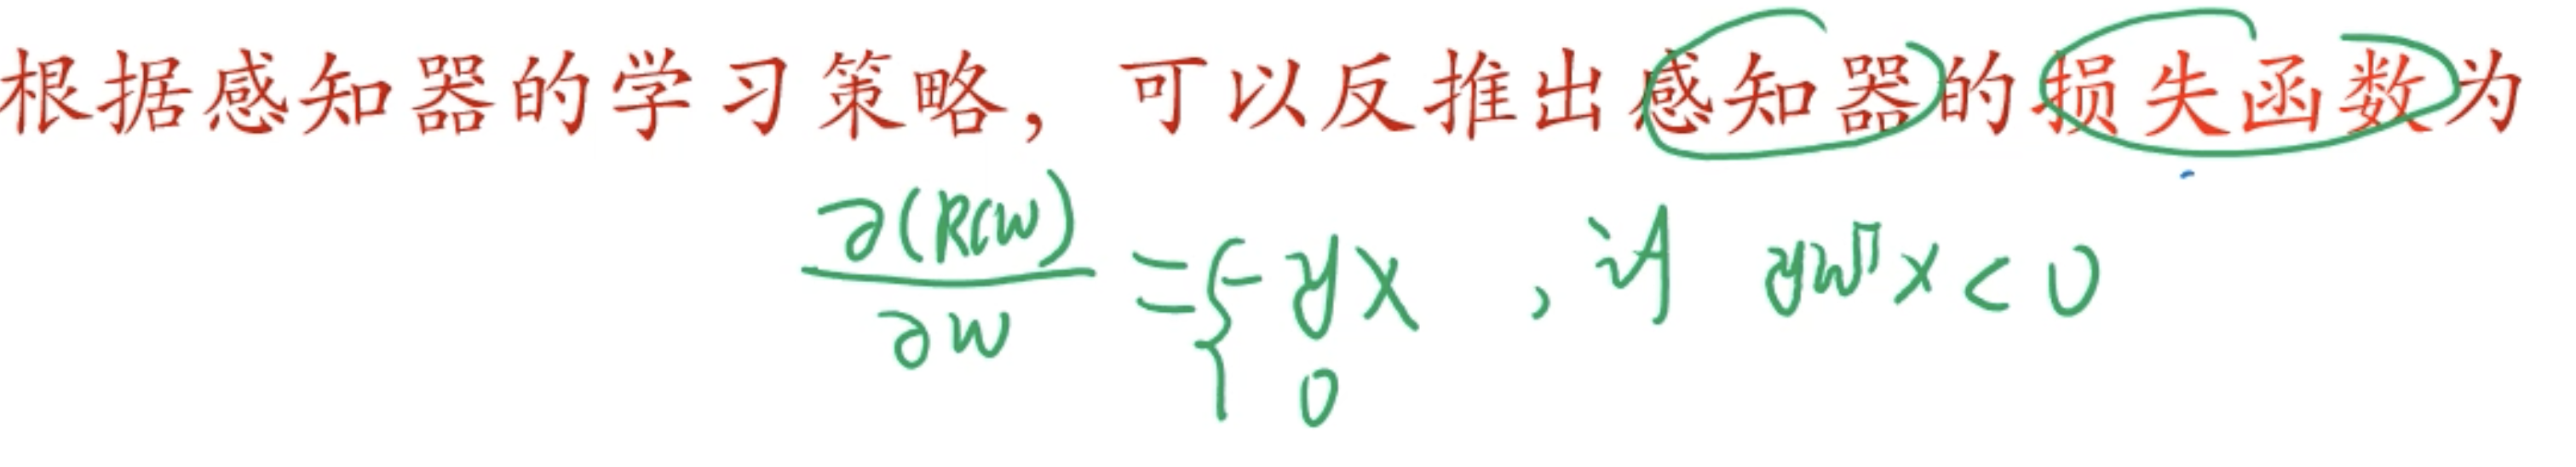 根据感知器的学习策略，可以反推出感知器的损失函数为
∂(R(w)
∂w
= { -yx , if ywᵀx < 0
0